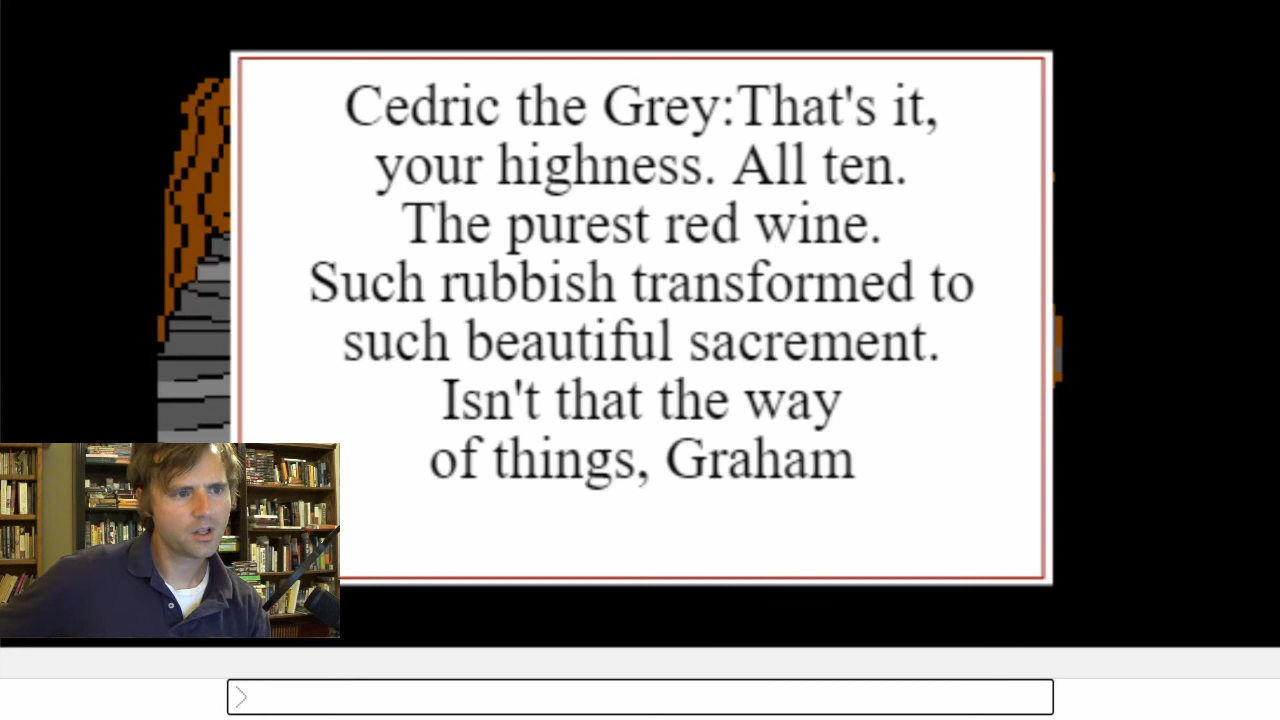 Cedric the Grey:That's it,
your highness. All ten.
The purest red wine.
Such rubbish transformed to
such beautiful sacrement.
Isn't that the way
of things, Graham